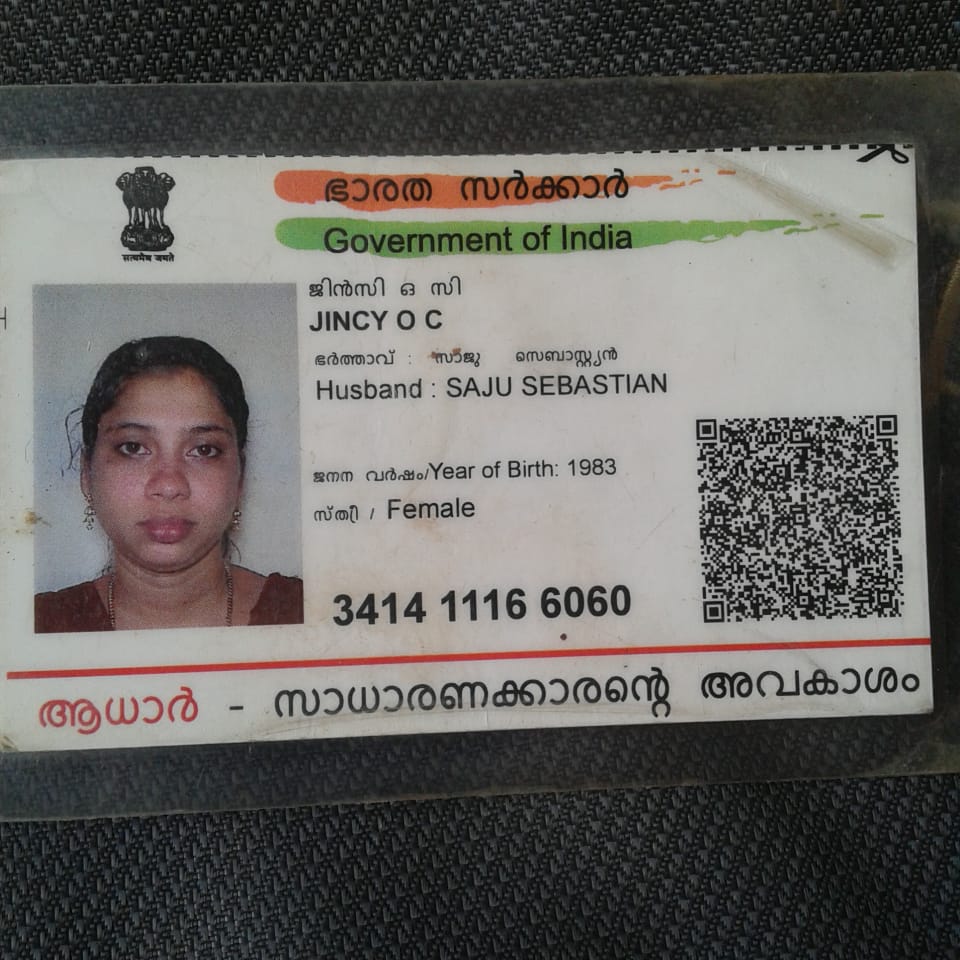 ഭാരത സർക്കാർ
Government of India
सत्यमेव जयते
ജിൻസി ഒ സി
JINCY O C
ഭർത്താവ് : സാജു സെബാസ്റ്റ്യൻ
Husband : SAJU SEBASTIAN
ജനന വർഷം/Year of Birth: 1983
സ്ത്രീ / Female
3414 1116 6060
ആധാർ - സാധാരണക്കാരന്റെ അവകാശം